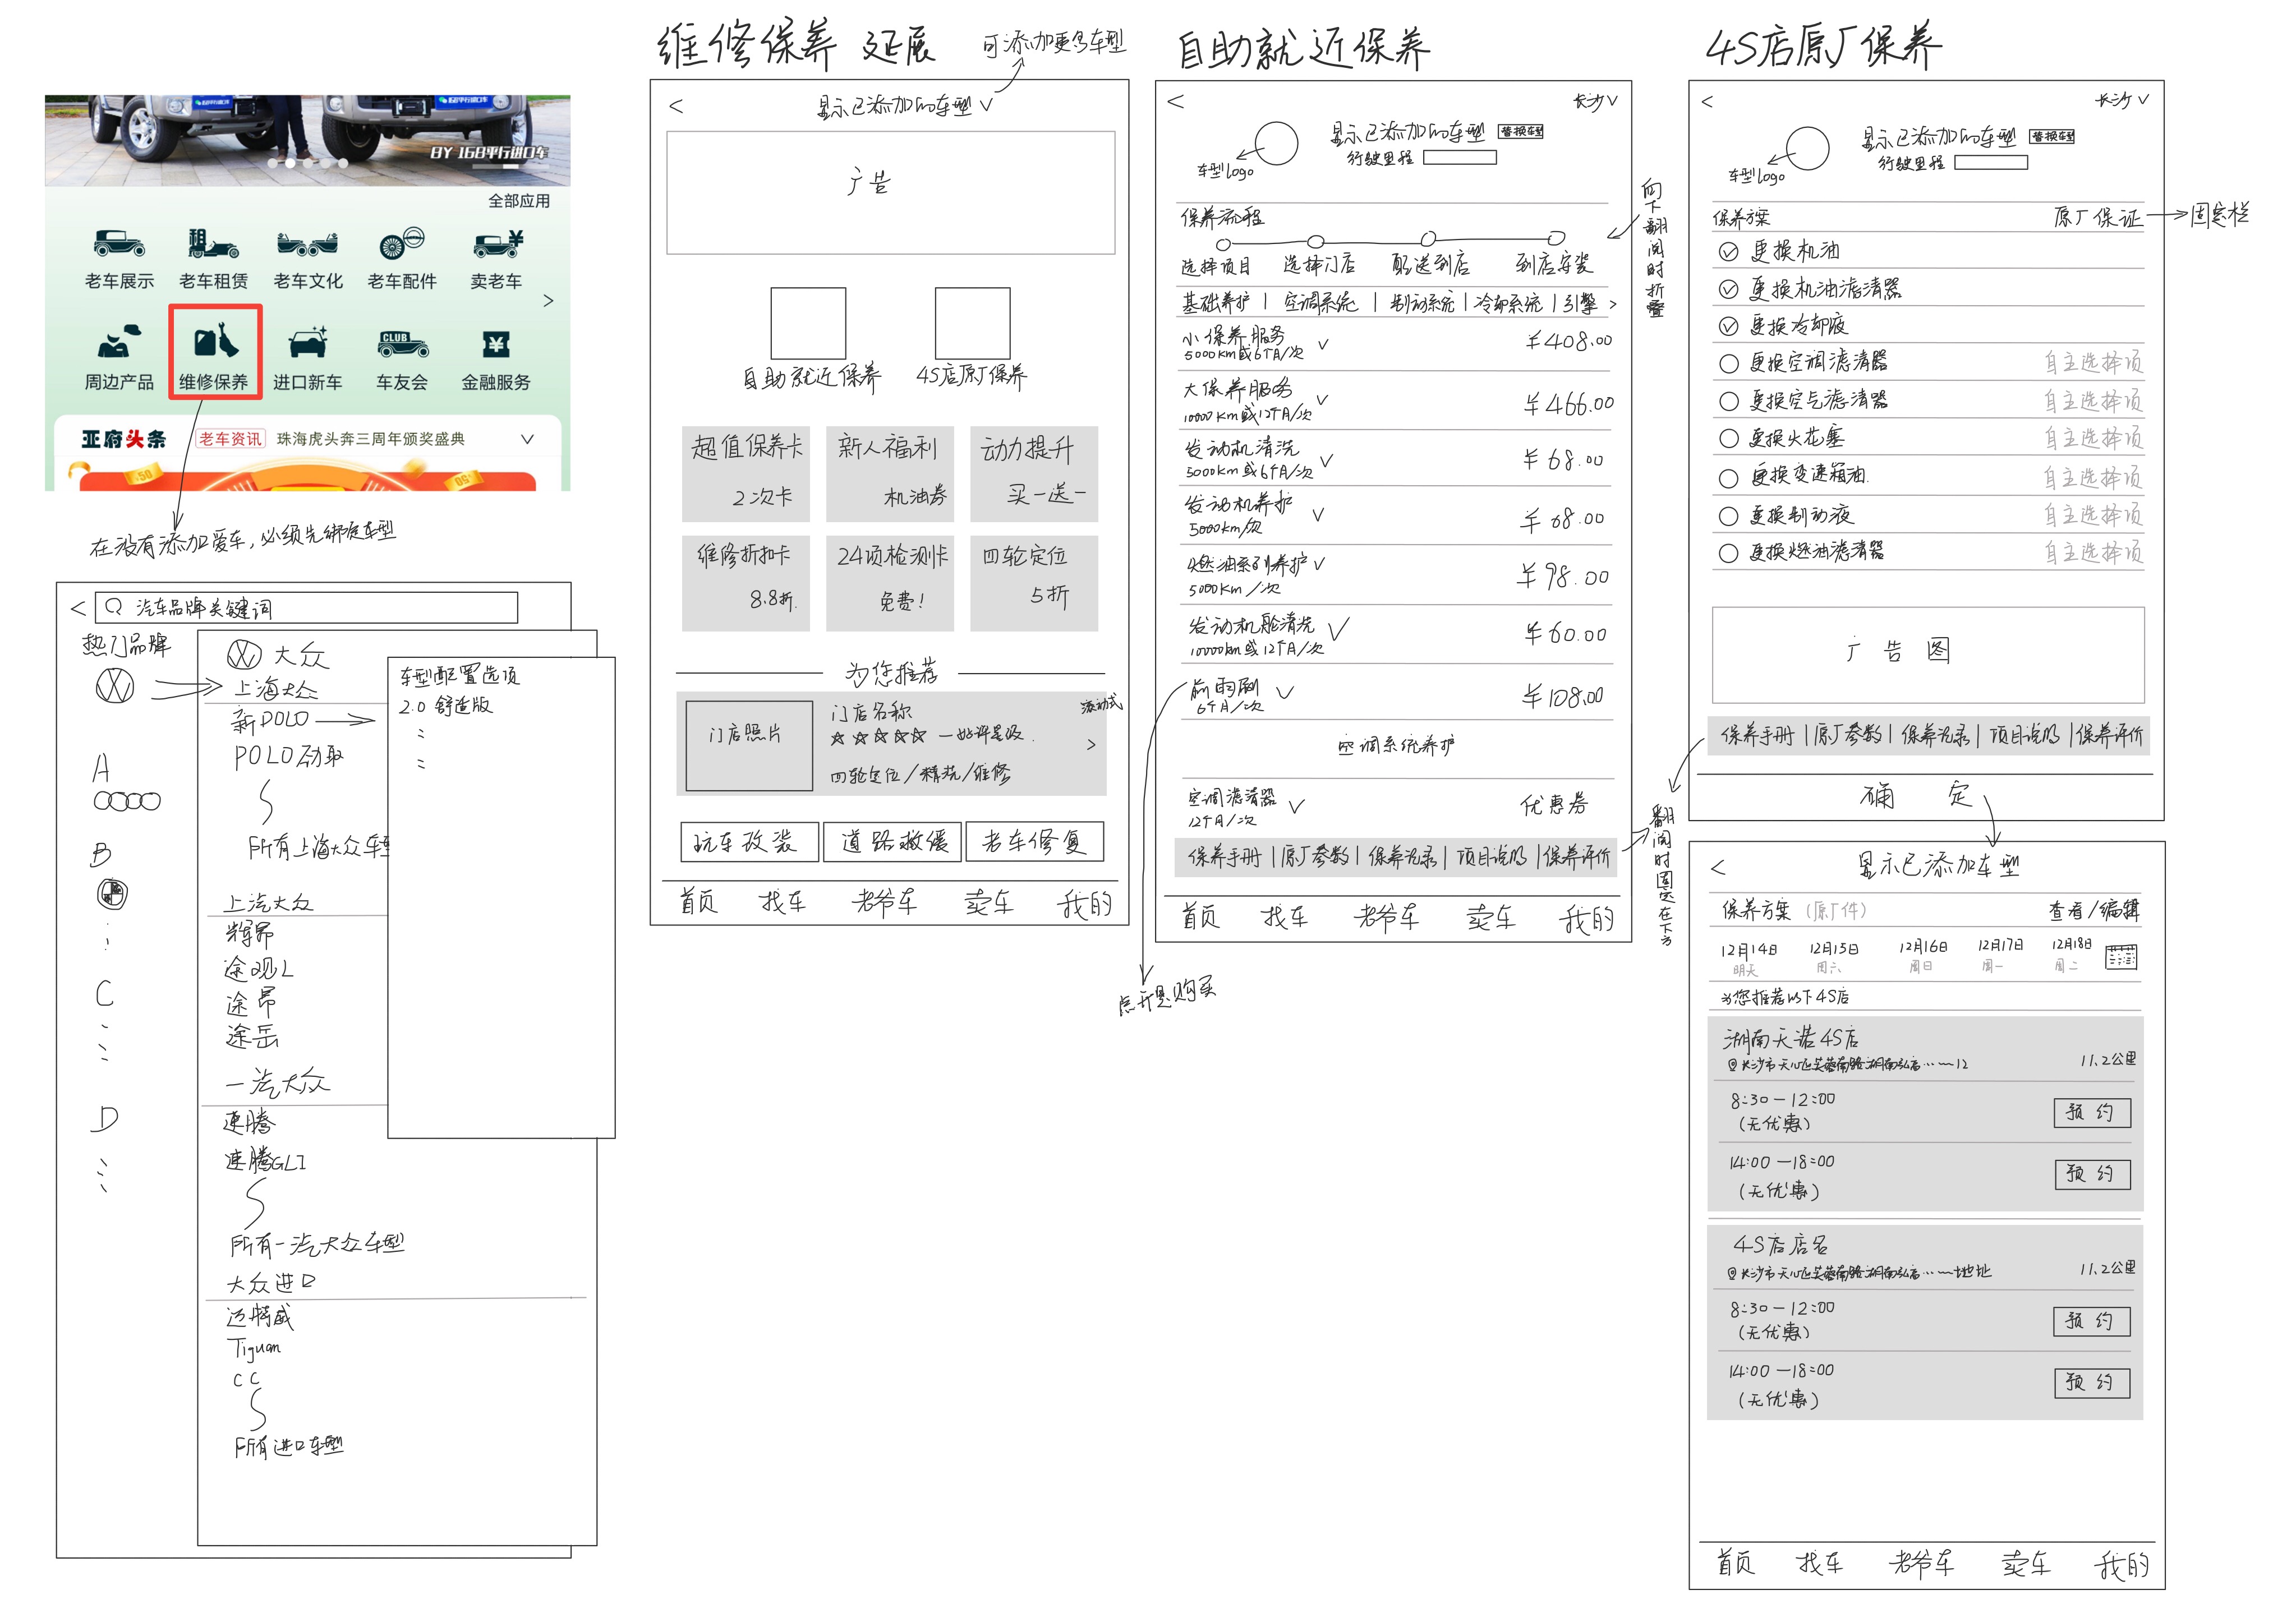 BY 168平行进口车
全部应用
老车展示 老车租赁 老车文化 老车配件 卖老车
租 ¥
CLUB ¥
周边产品 维修保养 进口新车 车友会 金融服务
亚府头条 老车资讯 珠海虎头奔三周年颁奖盛典
50 50
在没有添加爱车,必须先绑定车型
< 汽车品牌关键词
热门品牌
A
B
C
D
大众
上海大众
新POLO
POLO劲取
所有上海大众车型
上汽大众
辉昂
途观L
途昂
途岳
一汽大众
速腾
速腾GLI
所有一汽大众车型
大众进口
迈特威
Tiguan
CC
所有进口车型
车型配置选项
2.0 舒适版
维修保养 延展
可添加更多车型
< 显示已添加的车型
广告
自助就近保养 4S店原厂保养
超值保养卡 新人福利 动力提升
2次卡 机油券 买一送一
维修折扣卡 24项检测卡 四轮定位
8.8折. 免费! 5折
为您推荐
门店照片
门店名称
☆☆☆☆☆ 一好评星级.
四轮定位/精洗/维修
滚动式
>
玩车改装 道路救援 老车修复
首页 找车 老爷车 卖车 我的
自助就近保养
< 长沙
车型Logo
显示已添加的车型 替换车型
行驶里程
保养流程
选择项目 选择门店 配送到店 到店安装
向下翻阅时折叠
基础养护 | 空调系统 | 制动系统 | 冷却系统 | 引擎 >
小保养服务 ¥408.00
5000km或6个月/次
大保养服务 ¥466.00
10000km或12个月/次
发动机清洗 ¥68.00
5000km或6个月/次
发动机养护 ¥68.00
5000km/次
燃油系列养护 ¥98.00
5000km/次
发动机舱清洗 ¥60.00
10000km或12个月/次
前雨刷 ¥108.00
6个月/次
空调系统养护
空调滤清器 优惠券
12个月/次
保养手册 | 原厂参数 | 保养记录 | 项目说明 | 保养评价
首页 找车 老爷车 卖车 我的
翻阅时固定在下方
4S店原厂保养
< 长沙
车型Logo
显示已添加的车型 替换车型
行驶里程
保养方案 原厂保证
固定栏
更换机油
更换机油滤清器
更换冷却液
更换空调滤清器 自主选择项
更换空气滤清器 自主选择项
更换火花塞 自主选择项
更换变速箱油. 自主选择项
更换制动液 自主选择项
更换燃油滤清器 自主选择项
广告图
保养手册 | 原厂参数 | 保养记录 | 项目说明 | 保养评价
确定
< 显示已添加车型
保养方案 (原厂件) 查看/编辑
12月14日 12月15日 12月16日 12月17日 12月18日
明天 周六 周日 周一 周二
为您推荐以下4S店
湖南天诺4S店
11.2公里
8:30—12:00 预约
(无优惠)
14:00—18:00 预约
(无优惠)
4S店店名
11.2公里
8:30—12:00 预约
(无优惠)
14:00—18:00 预约
(无优惠)
首页 找车 老爷车 卖车 我的